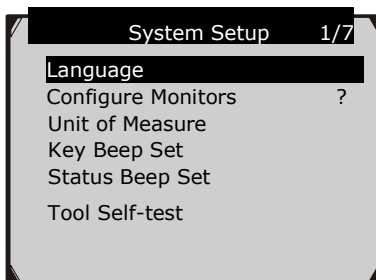 System Setup 1/7
Language
Configure Monitors ?
Unit of Measure
Key Beep Set
Status Beep Set
Tool Self-test